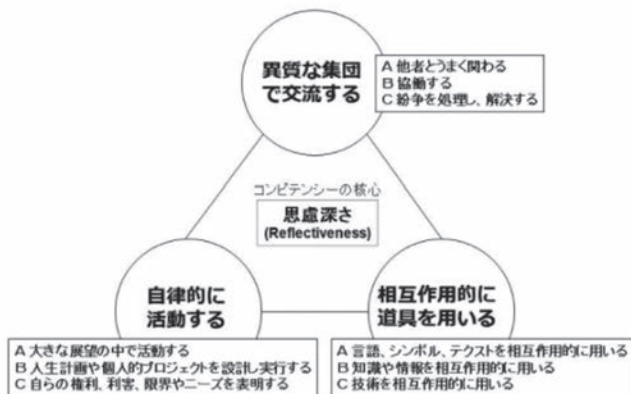 異質な集団
で交流する
A 他者とうまく関わる
B 協働する
C 紛争を処理し、解決する
コンピテンシーの核心
思慮深さ
(Reflectiveness)
自律的に
活動する
A 大きな展望の中で活動する
B 人生計画や個人的プロジェクトを設計し実行する
C 自らの権利、利害、限界やニーズを表明する
相互作用的に
道具を用いる
A 言語、シンボル、テクストを相互作用的に用いる
B 知識や情報を相互作用的に用いる
C 技術を相互作用的に用いる